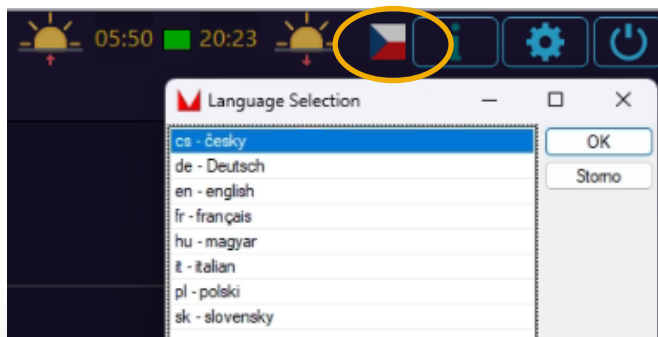 05:50 20:23
Language Selection
cs - česky
OK
de - Deutsch
Storno
en - english
fr - français
hu - magyar
it - italian
pl - polski
sk - slovensky